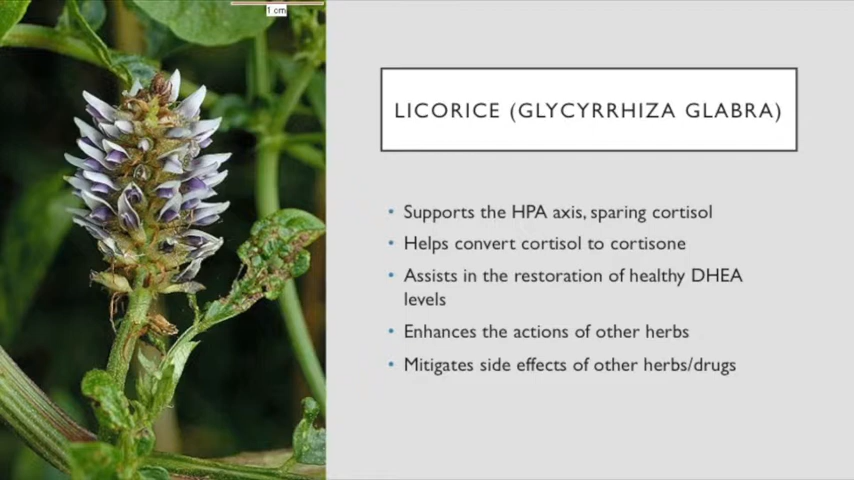 1 cm
LICORICE (GLYCYRRHIZA GLABRA)
• Supports the HPA axis, sparing cortisol
• Helps convert cortisol to cortisone
• Assists in the restoration of healthy DHEA
levels
• Enhances the actions of other herbs
• Mitigates side effects of other herbs/drugs